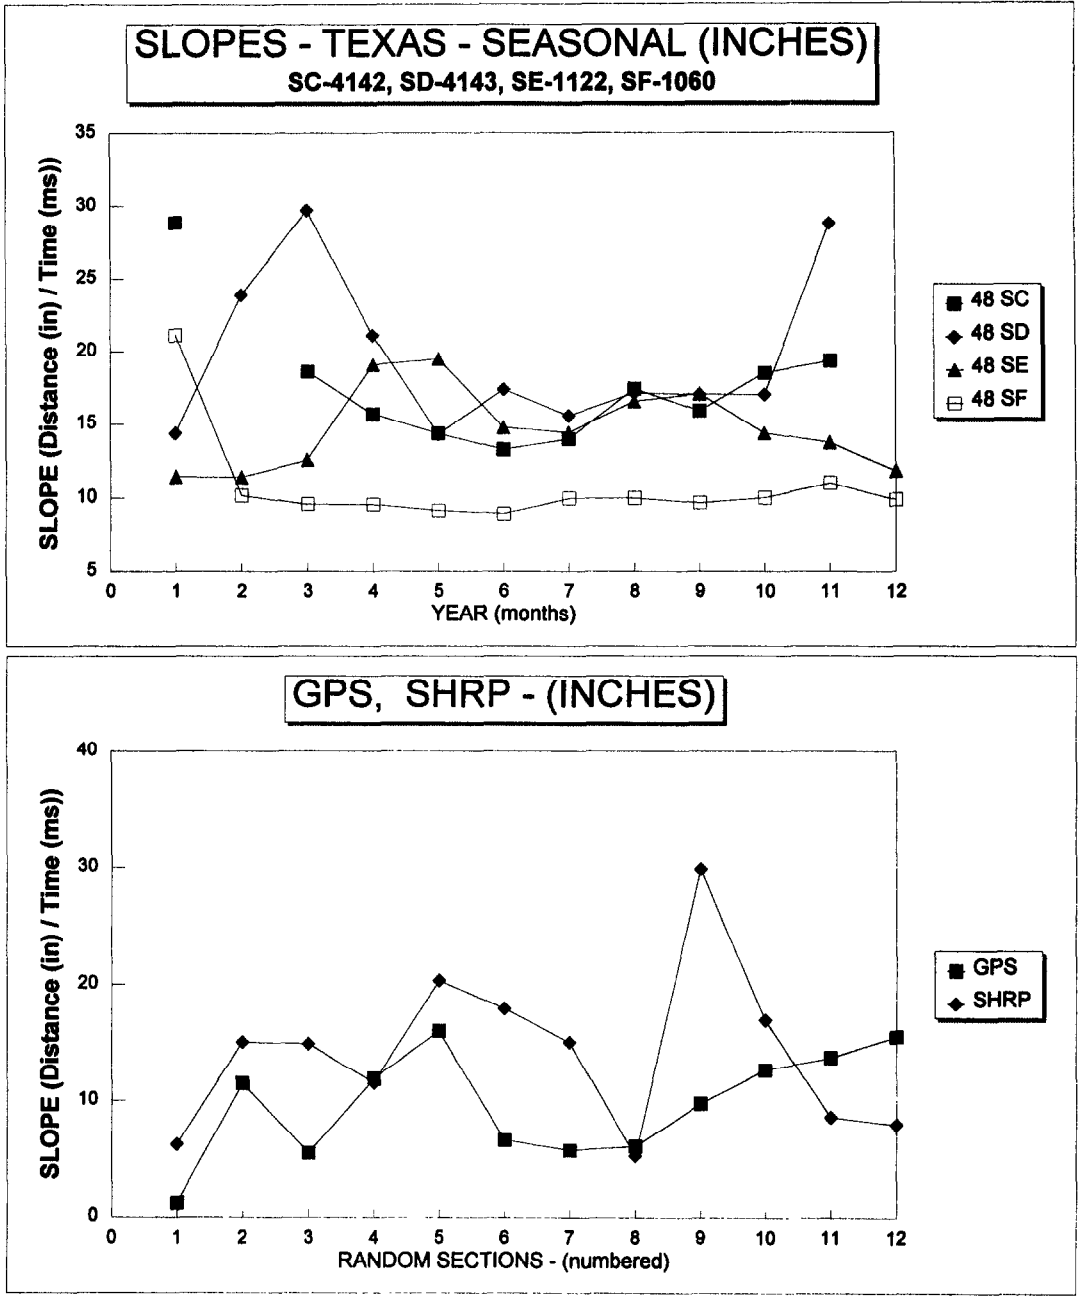 SLOPES - TEXAS - SEASONAL (INCHES)
SC-4142, SD-4143, SE-1122, SF-1060
SLOPE (Distance (in) / Time (ms))
35
30
25
20
15
10
5
0 1 2 3 4 5 6 7 8 9 10 11 12
YEAR (months)
48 SC
48 SD
48 SE
48 SF
GPS, SHRP - (INCHES)
SLOPE (Distance (in) / Time (ms))
40
30
20
10
0
0 1 2 3 4 5 6 7 8 9 10 11 12
RANDOM SECTIONS - (numbered)
GPS
SHRP